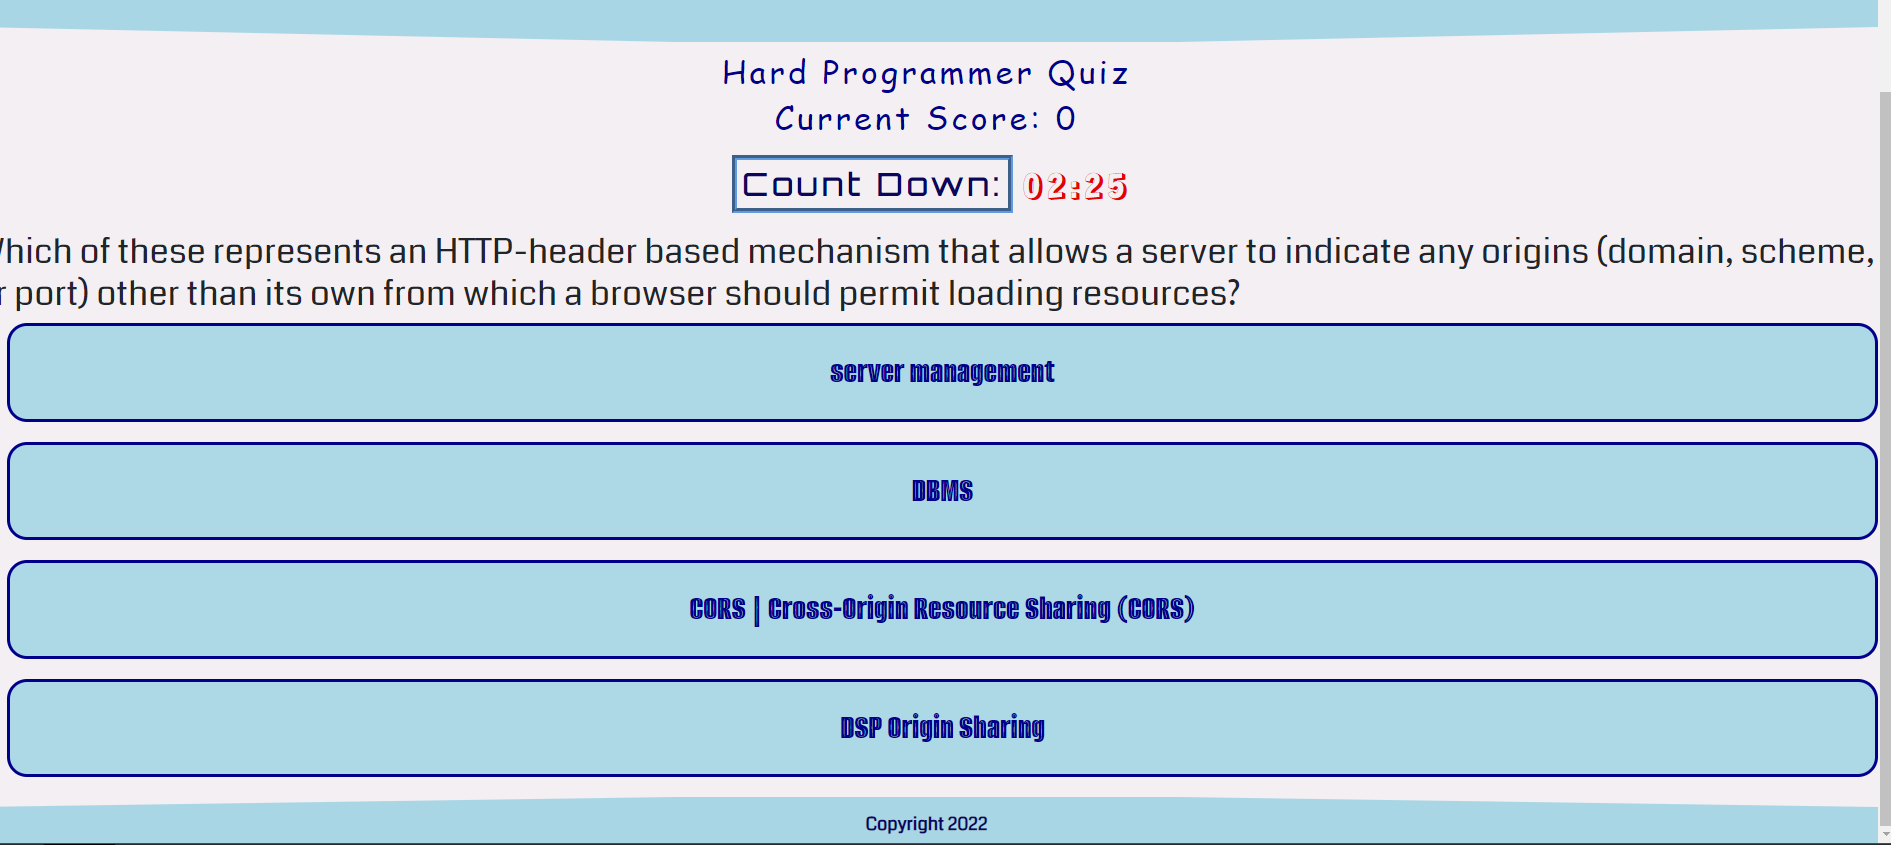 Hard Programmer Quiz
Current Score: 0
Count Down: 02:25
hich of these represents an HTTP-header based mechanism that allows a server to indicate any origins (domain, scheme,
r port) other than its own from which a browser should permit loading resources?
server management
DBMS
CORS | Cross-Origin Resource Sharing (CORS)
DSP Origin Sharing
Copyright 2022